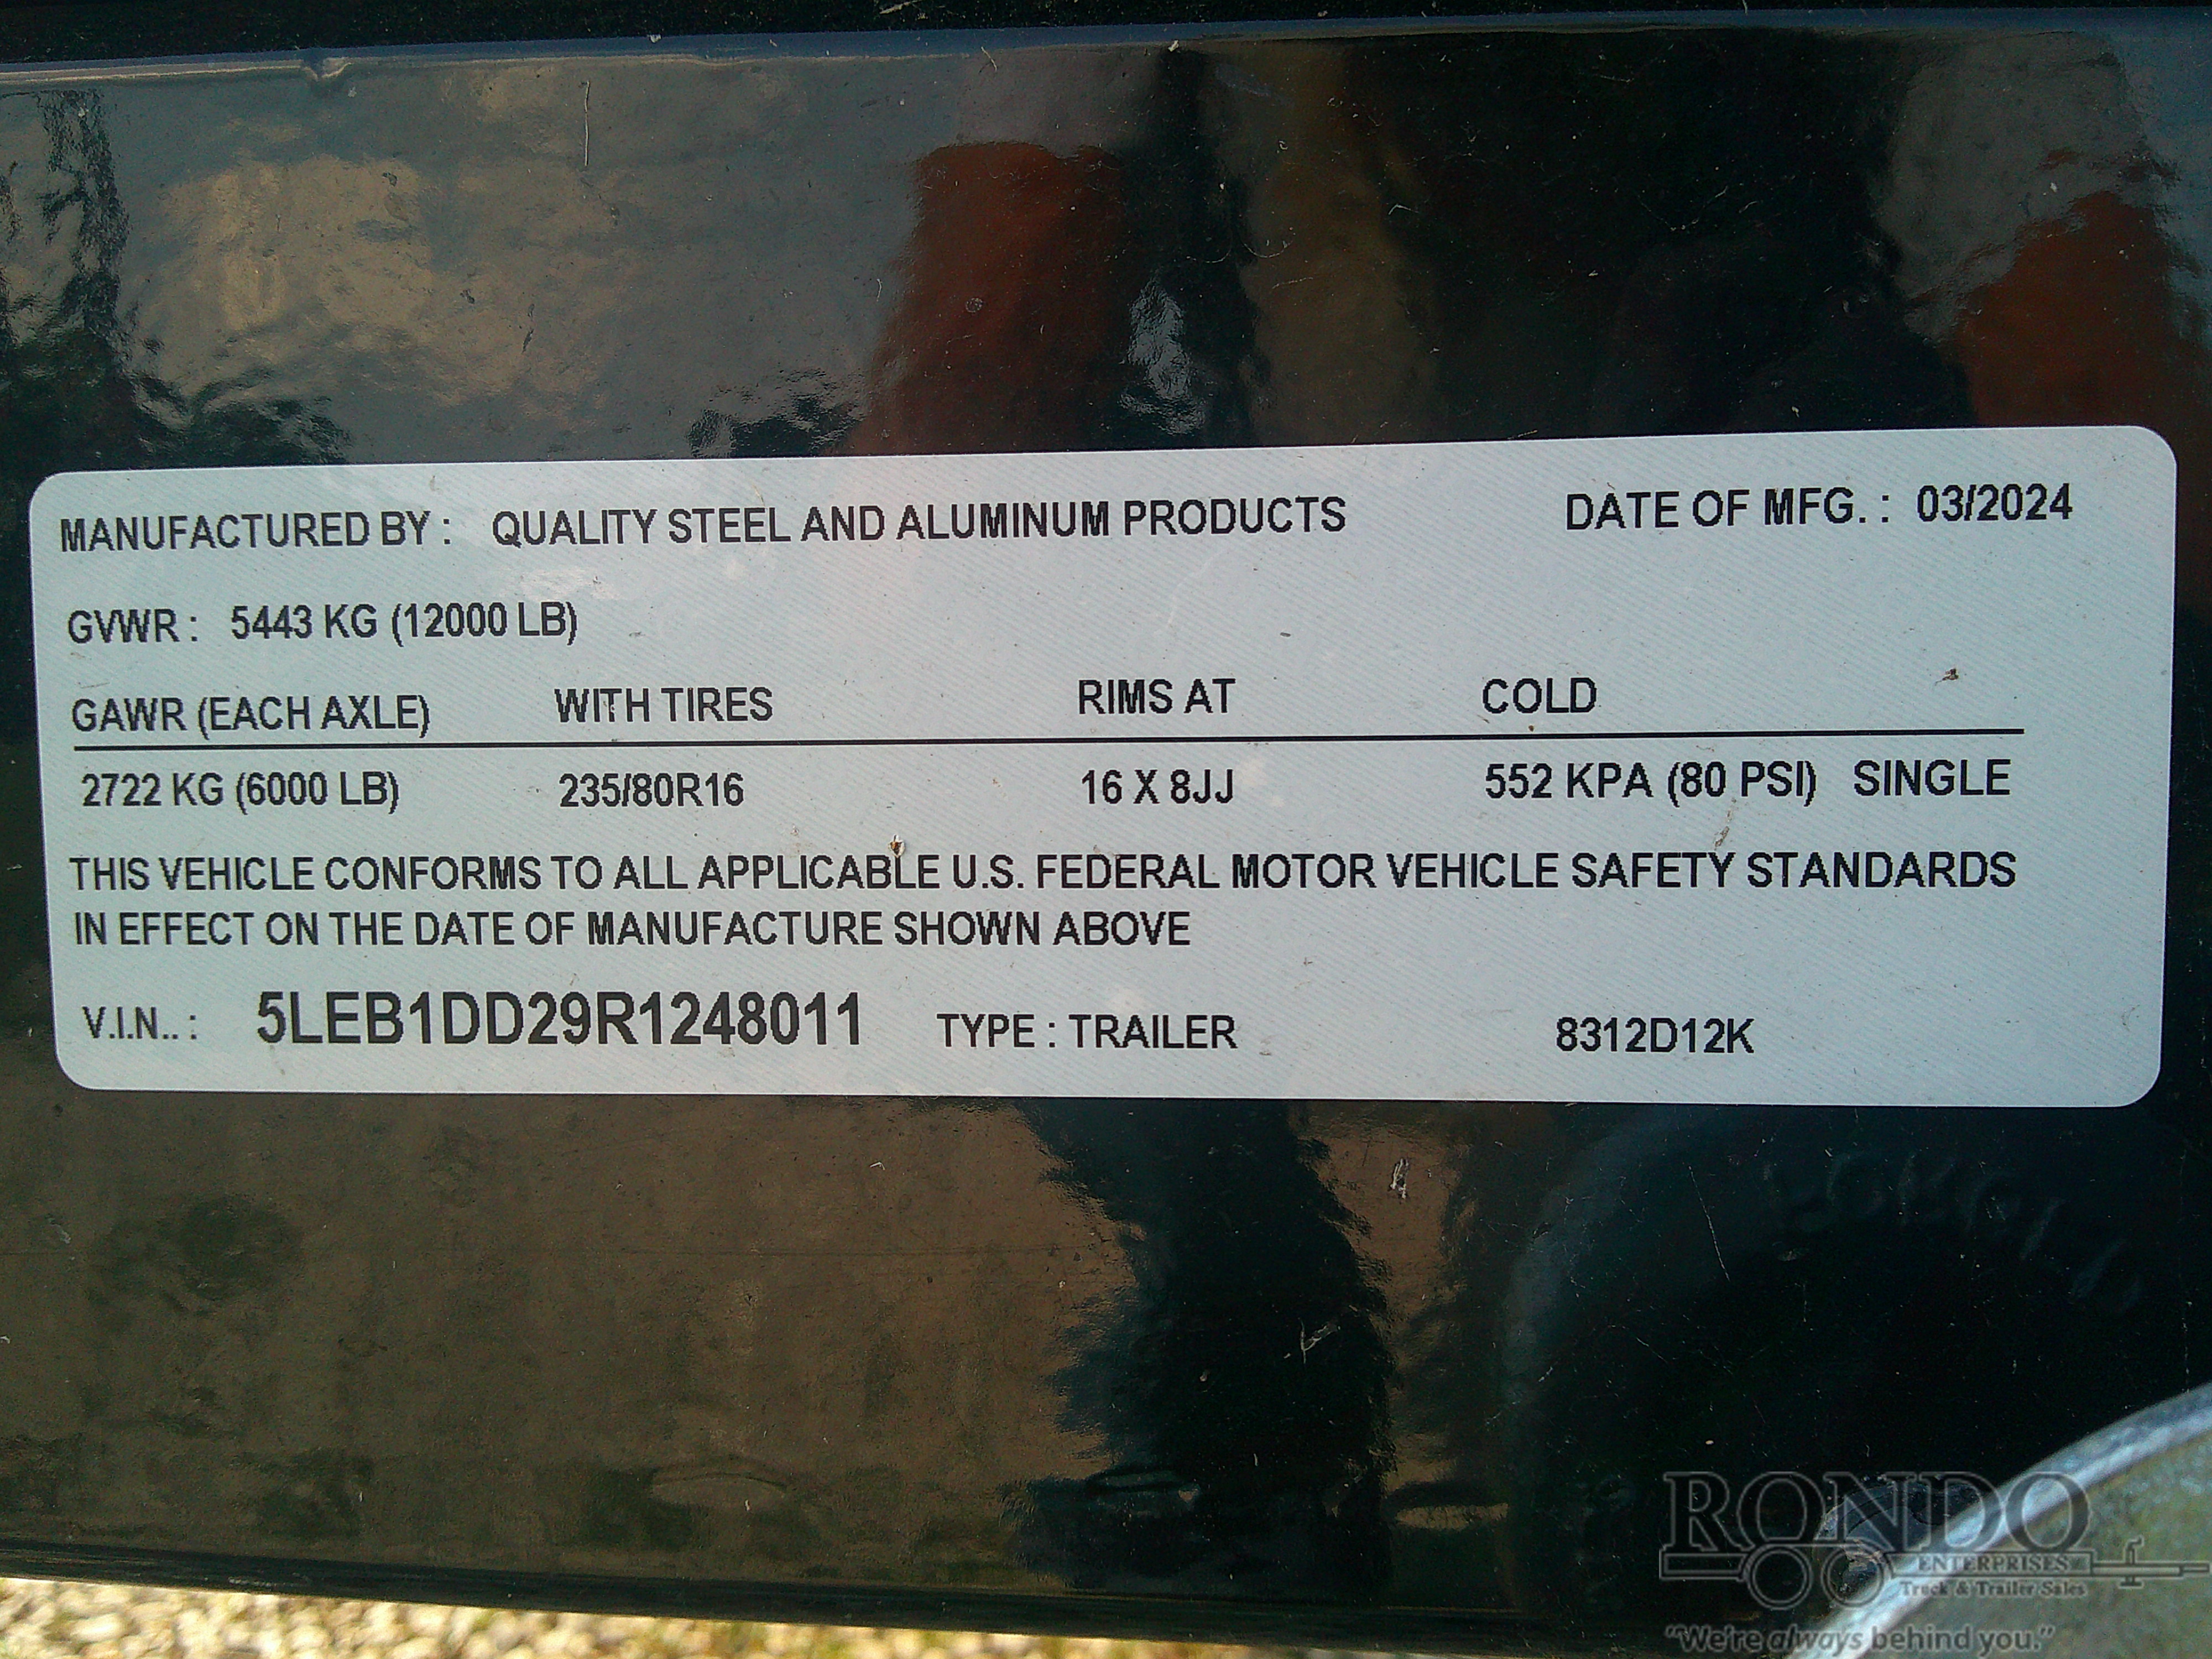 MANUFACTURED BY : QUALITY STEEL AND ALUMINUM PRODUCTS DATE OF MFG. : 03/2024
GVWR : 5443 KG (12000 LB)
GAWR (EACH AXLE) WITH TIRES RIMS AT COLD
2722 KG (6000 LB) 235/80R16 16 X 8JJ 552 KPA (80 PSI) SINGLE
THIS VEHICLE CONFORMS TO ALL APPLICABLE U.S. FEDERAL MOTOR VEHICLE SAFETY STANDARDS
IN EFFECT ON THE DATE OF MANUFACTURE SHOWN ABOVE
V.I.N.. : 5LEB1DD29R1248011 TYPE : TRAILER 8312D12K
RONDO
ENTERPRISES
Truck & Trailer Sales
"We're always behind you."